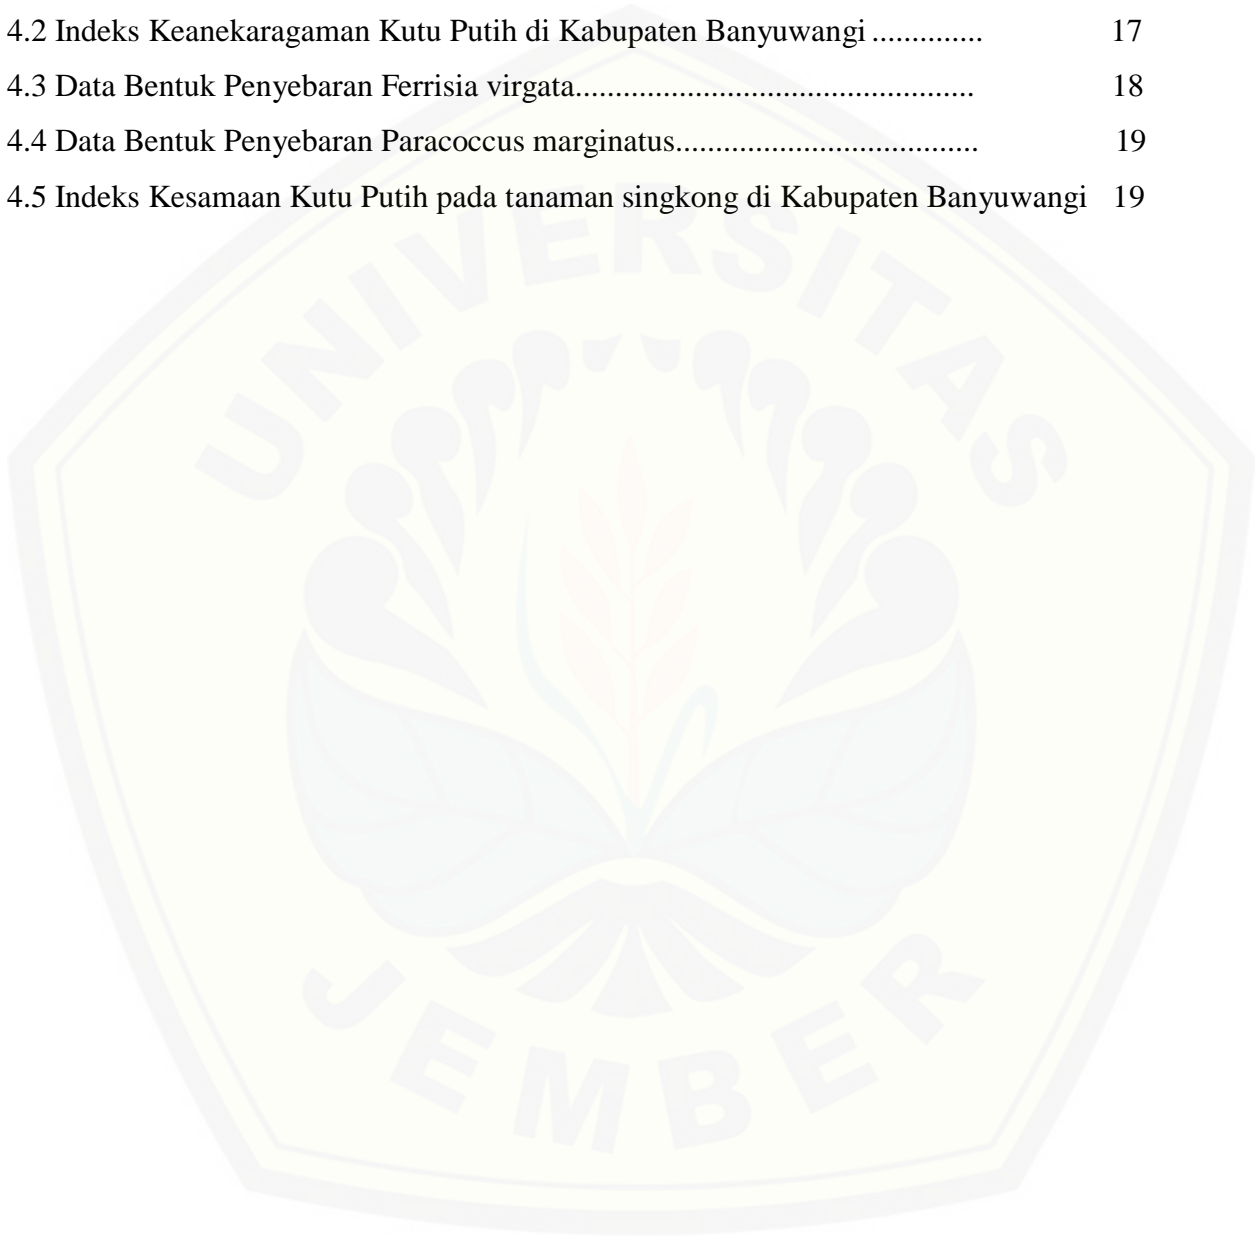 4.2 Indeks Keanekaragaman Kutu Putih di Kabupaten Banyuwangi .............. 17
4.3 Data Bentuk Penyebaran Ferrisia virgata................................................. 18
4.4 Data Bentuk Penyebaran Paracoccus marginatus..................................... 19
4.5 Indeks Kesamaan Kutu Putih pada tanaman singkong di Kabupaten Banyuwangi 19
UNIVERSITAS
JEMBER